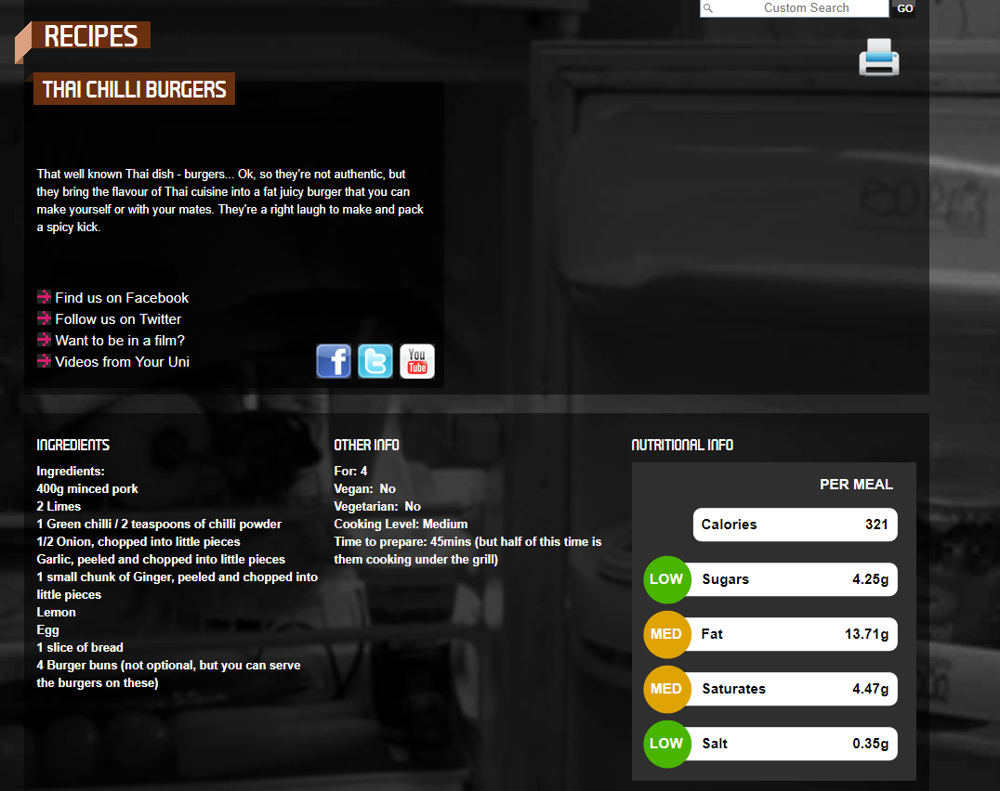 Custom Search
GO
RECIPES
THAI CHILLI BURGERS
That well known Thai dish - burgers... Ok, so they're not authentic, but
they bring the flavour of Thai cuisine into a fat juicy burger that you can
make yourself or with your mates. They're a right laugh to make and pack
a spicy kick.
Find us on Facebook
Follow us on Twitter
Want to be in a film?
Videos from Your Uni
f
t
You
Tube
INGREDIENTS
Ingredients:
400g minced pork
2 Limes
1 Green chilli / 2 teaspoons of chilli powder
1/2 Onion, chopped into little pieces
Garlic, peeled and chopped into little pieces
1 small chunk of Ginger, peeled and chopped into
little pieces
Lemon
Egg
1 slice of bread
4 Burger buns (not optional, but you can serve
the burgers on these)
OTHER INFO
For: 4
Vegan: No
Vegetarian: No
Cooking Level: Medium
Time to prepare: 45mins (but half of this time is
them cooking under the grill)
NUTRITIONAL INFO
PER MEAL
Calories 321
LOW Sugars 4.25g
MED Fat 13.71g
MED Saturates 4.47g
LOW Salt 0.35g